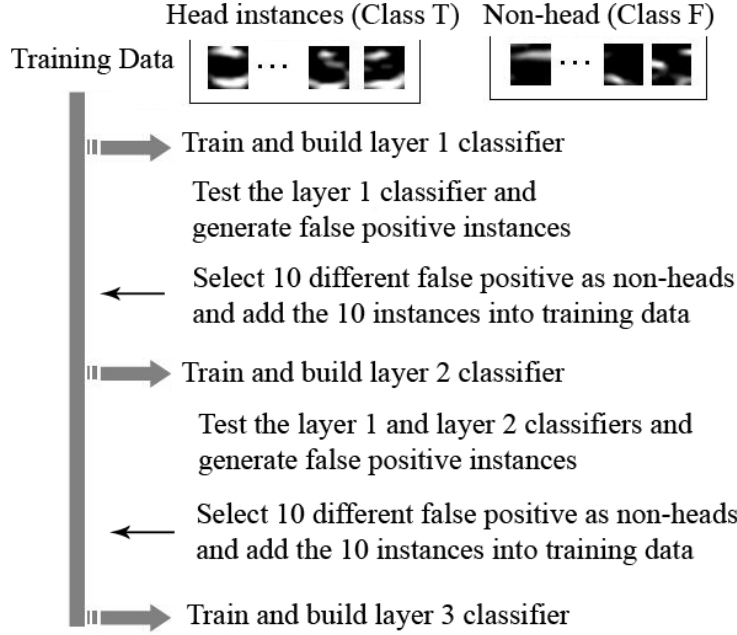 Head instances (Class T)
Non-head (Class F)
Training Data
...
...
Train and build layer 1 classifier
Test the layer 1 classifier and
generate false positive instances
Select 10 different false positive as non-heads
and add the 10 instances into training data
Train and build layer 2 classifier
Test the layer 1 and layer 2 classifiers and
generate false positive instances
Select 10 different false positive as non-heads
and add the 10 instances into training data
Train and build layer 3 classifier